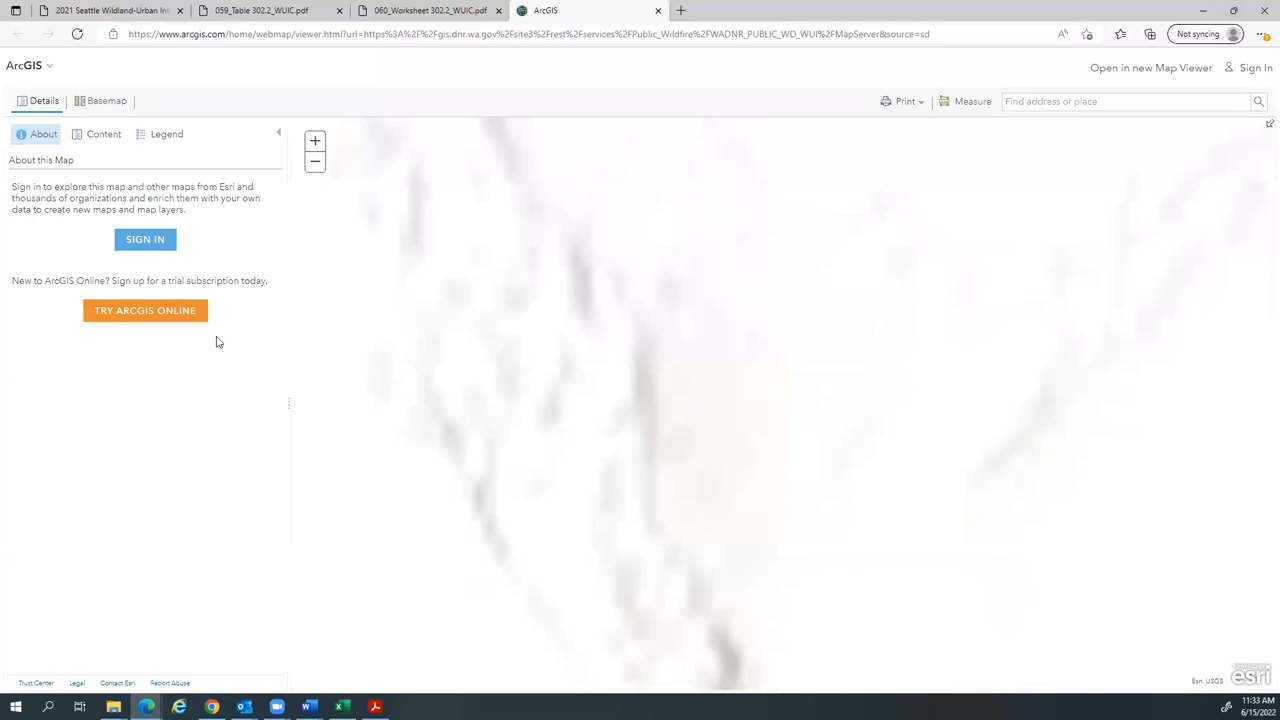 2021 Seattle Wildland-Urban Int
059_Table 302.2_WUIC.pdf
060_Worksheet 302.2_WUIC.pdf
ArcGIS
https://www.arcgis.com/home/webmap/viewer.html?url=https%3A%2F%2Fgis.dnr.wa.gov%2Fsite3%2Frest%2Fservices%2FPublic_Wildfire%2FWADNR_PUBLIC_WD_WUI%2FMapServer&source=sd
Not syncing
ArcGIS
Open in new Map Viewer
Sign In
Details
Basemap
Print
Measure
Find address or place
About
Content
Legend
About this Map
Sign in to explore this map and other maps from Esri and
thousands of organizations and enrich them with your own
data to create new maps and map layers.
SIGN IN
New to ArcGIS Online? Sign up for a trial subscription today.
TRY ARCGIS ONLINE
Trust Center
Legal
Contact Esri
Report Abuse
Esri, USGS
POWERED BY
esri
11:33 AM
6/15/2022